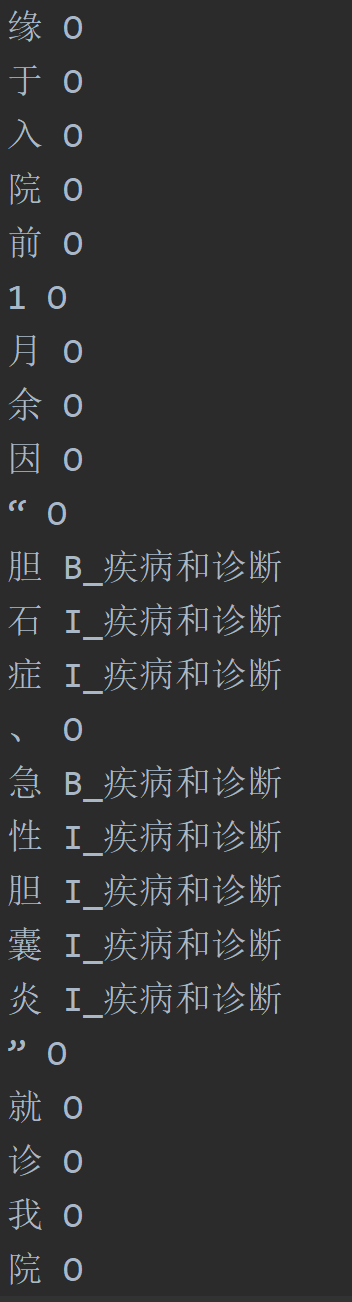 缘 O
于 O
入 O
院 O
前 O
1 O
月 O
余 O
因 O
“ O
胆 B_疾病和诊断
石 I_疾病和诊断
症 I_疾病和诊断
、 O
急 B_疾病和诊断
性 I_疾病和诊断
胆 I_疾病和诊断
囊 I_疾病和诊断
炎 I_疾病和诊断
” O
就 O
诊 O
我 O
院 O